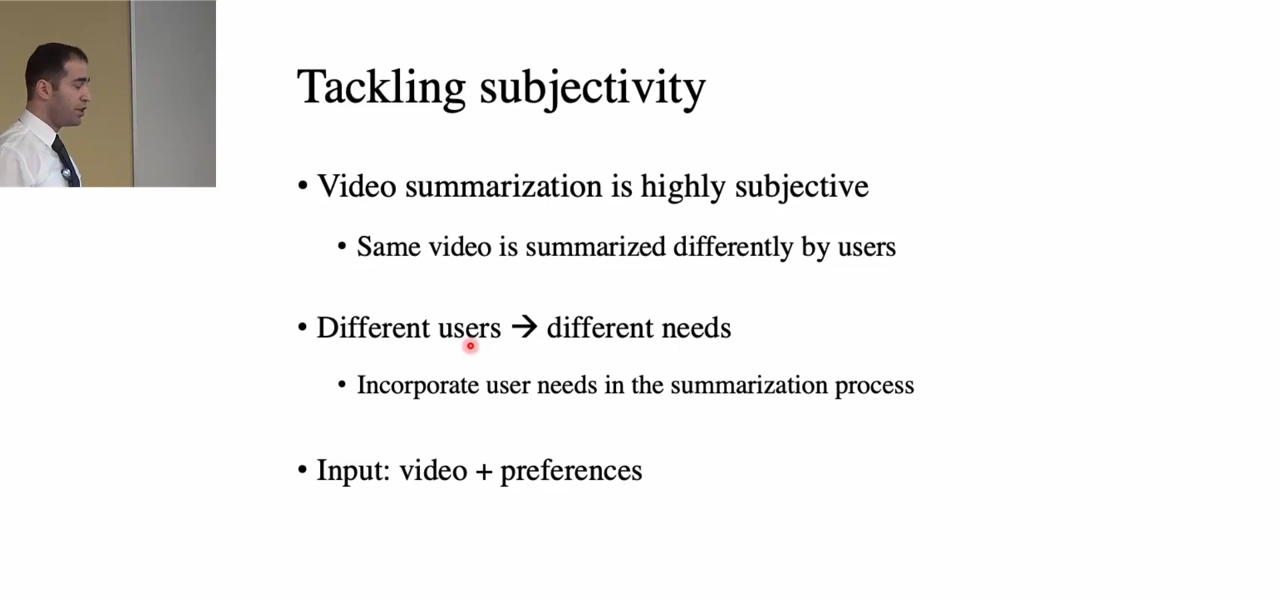 Tackling subjectivity
• Video summarization is highly subjective
• Same video is summarized differently by users
• Different users → different needs
• Incorporate user needs in the summarization process
• Input: video + preferences